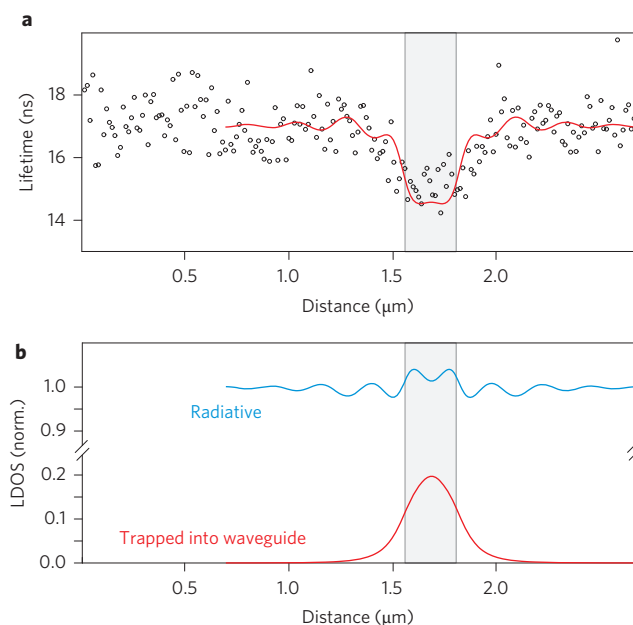 a
18
16
14
Lifetime (ns)
0.5 1.0 1.5 2.0
Distance (μm)
b
1.0
0.9
0.2
0.1
0.0
LDOS (norm.)
Radiative
Trapped into waveguide
0.5 1.0 1.5 2.0
Distance (μm)